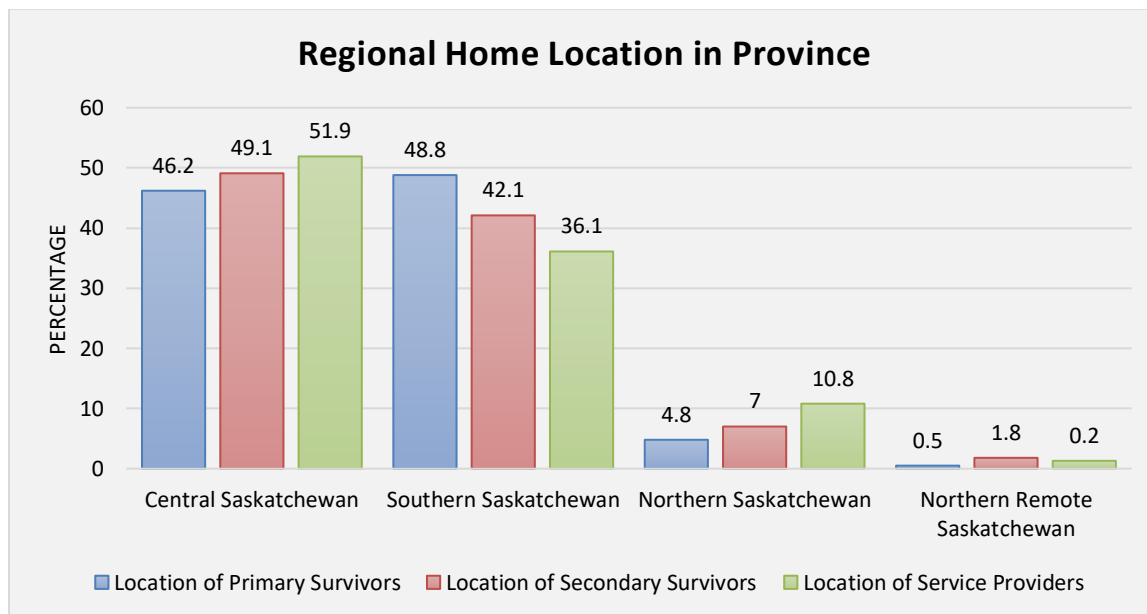 Regional Home Location in Province
60
50
40
30
20
10
0
PERCENTAGE
46.2
49.1
51.9
48.8
42.1
36.1
4.8
7
10.8
0.5
1.8
0.2
Central Saskatchewan
Southern Saskatchewan
Northern Saskatchewan
Northern Remote
Saskatchewan
Location of Primary Survivors
Location of Secondary Survivors
Location of Service Providers